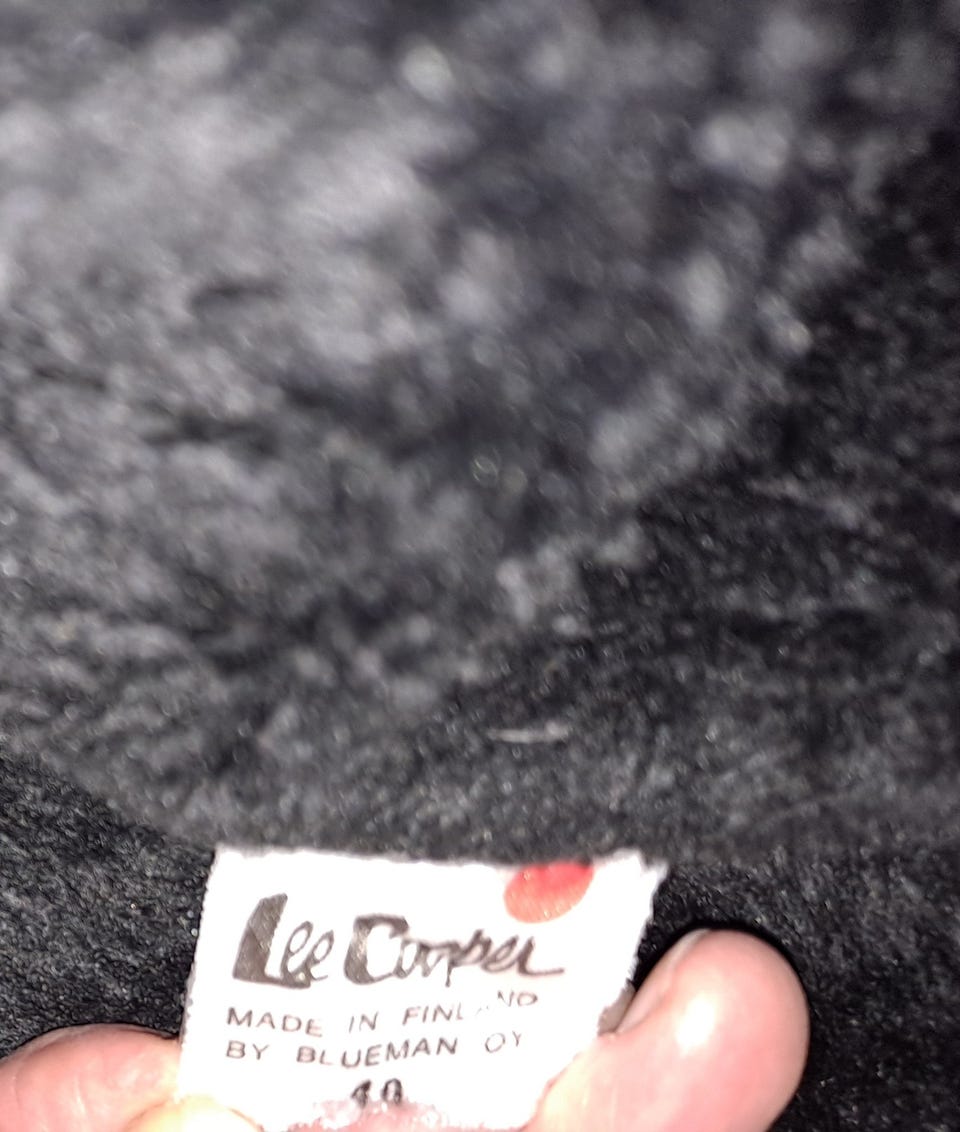 Lee Cooper
MADE IN FINLAND
BY BLUEMAN OY
40